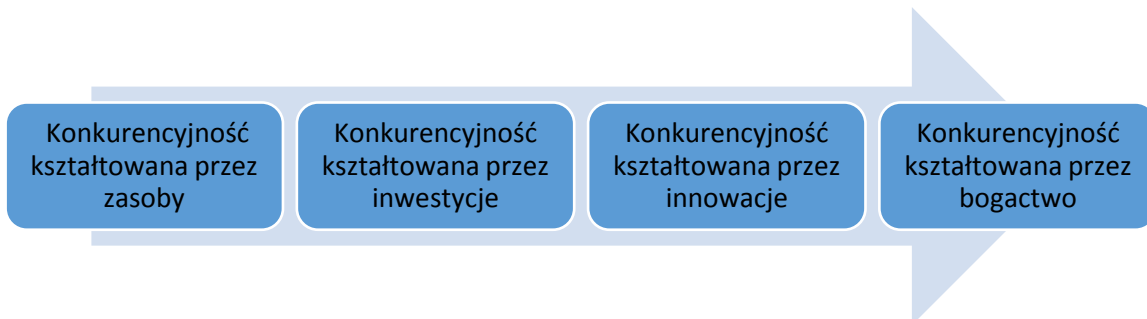 Konkurencyjność
kształtowana przez
zasoby
Konkurencyjność
kształtowana przez
inwestycje
Konkurencyjność
kształtowana przez
innowacje
Konkurencyjność
kształtowana przez
bogactwo